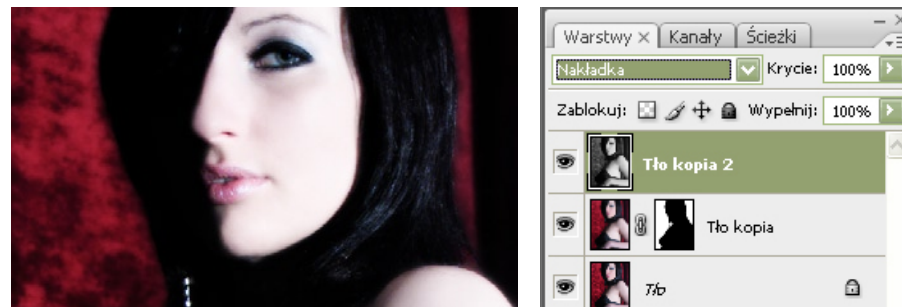 Warstwy × Kanały Ścieżki
Nakładka Krycie: 100%
Zablokuj: Wypełnij: 100%
Tło kopia 2
Tło kopia
Tło